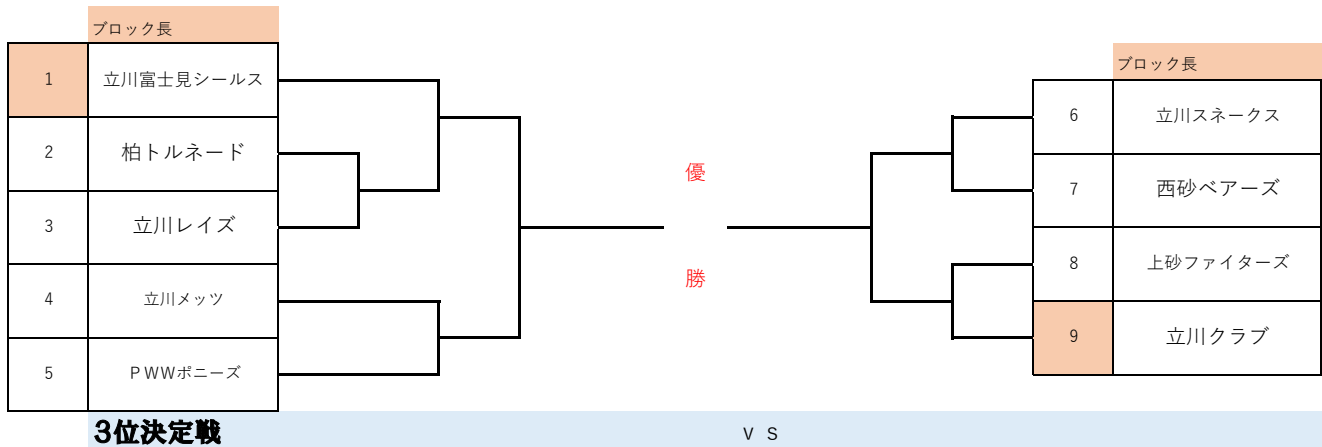 ブロック長
1 立川富士見シールス
2 柏トルネード
3 立川レイズ
4 立川メッツ
5 ＰＷＷポニーズ
優
勝
ブロック長
6 立川スネークス
7 西砂ベアーズ
8 上砂ファイターズ
9 立川クラブ
3位決定戦 ＶＳ